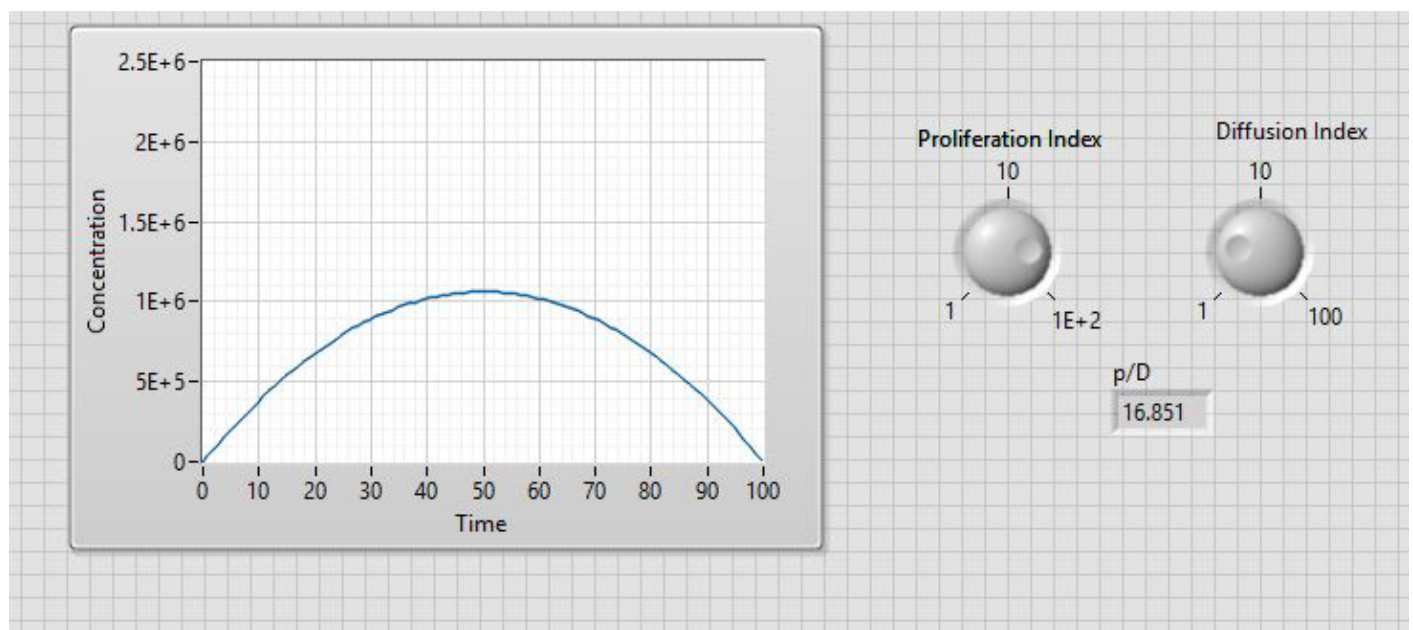 2.5E+6
2E+6
1.5E+6
1E+6
5E+5
0
Concentration
0 10 20 30 40 50 60 70 80 90 100
Time
Proliferation Index
10
1 1E+2
Diffusion Index
10
1 100
p/D
16.851